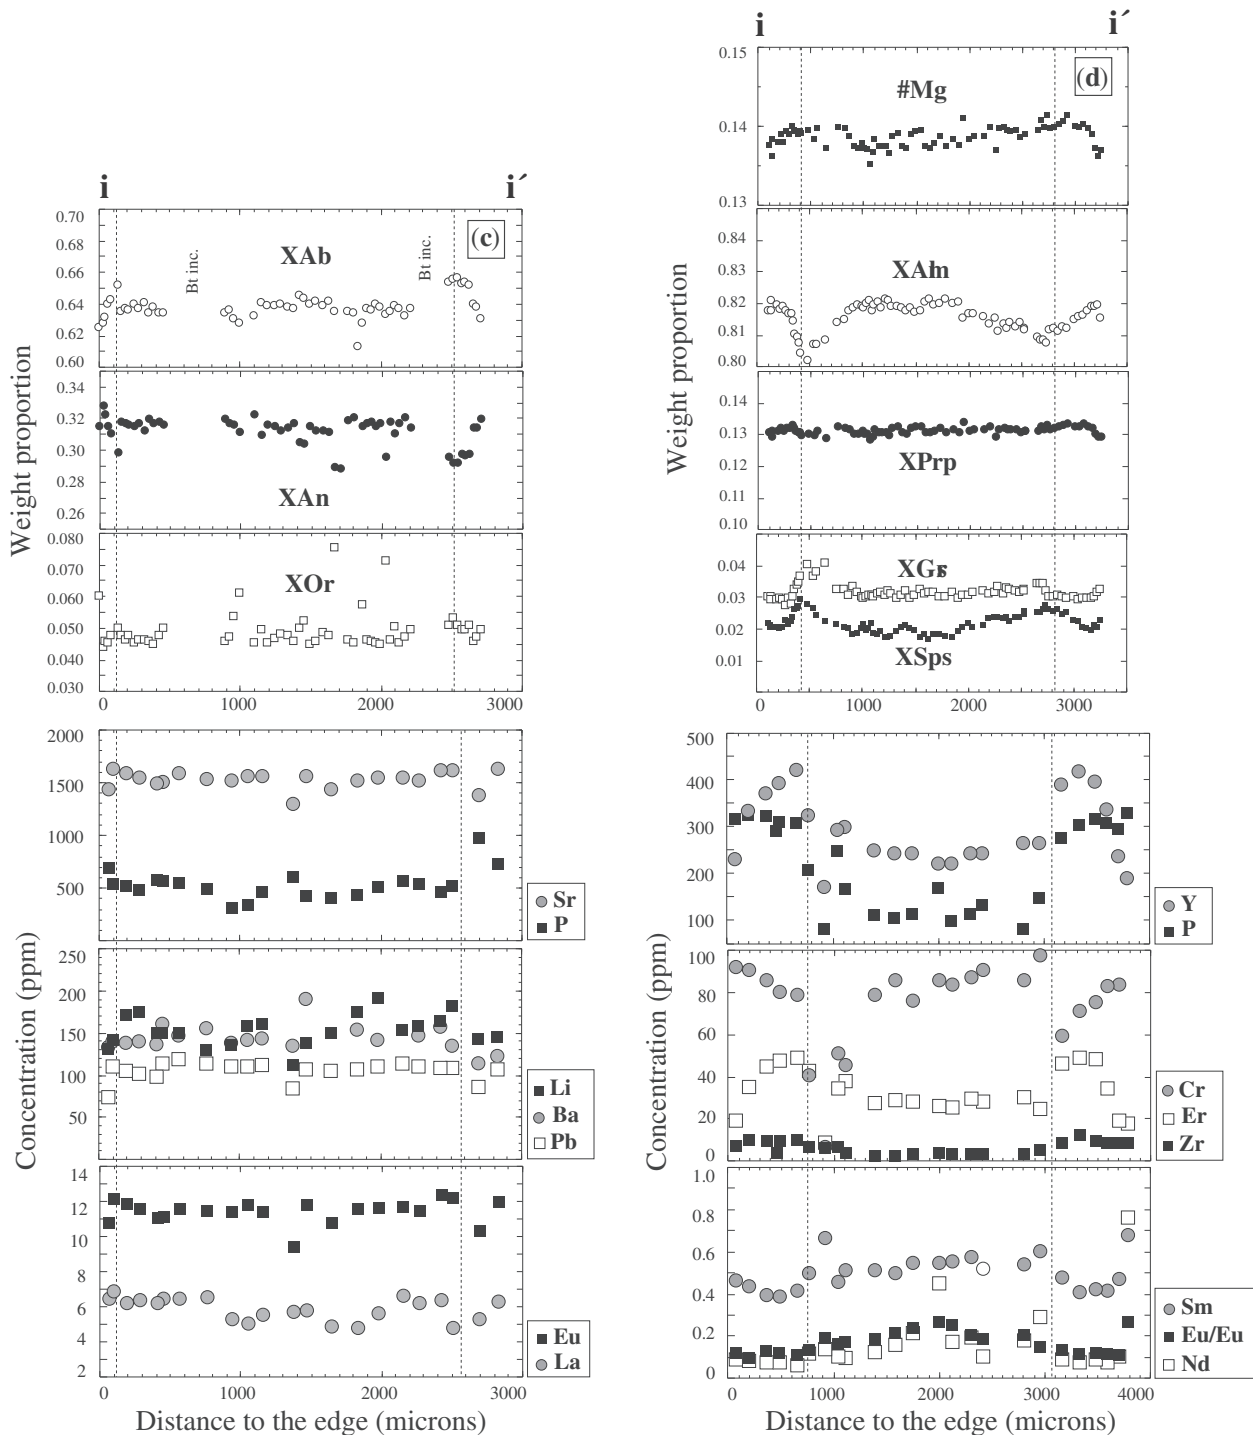 i
i´
(c)
0.70
0.68
0.66
0.64
0.62
0.60
XAb
Bt inc.
Bt inc.
0.34
0.32
0.30
0.28
0.26
XAn
0.080
0.070
0.060
0.050
0.040
0.030
XOr
Weight proportion
0
1000
2000
3000
2000
1500
1000
500
Sr
P
250
200
150
100
50
Li
Ba
Pb
Concentration (ppm)
14
12
10
8
6
4
2
Eu
La
0
1000
2000
3000
Distance to the edge (microns)
i
i´
(d)
0.15
0.14
0.13
#Mg
0.84
0.83
0.82
0.81
0.80
XAlm
0.14
0.13
0.12
0.11
0.10
XPrp
0.04
0.03
0.02
0.01
XGrs
XSps
Weight proportion
0
1000
2000
3000
500
400
300
200
100
Y
P
100
80
60
40
20
0
Cr
Er
Zr
Concentration (ppm)
1.0
0.8
0.6
0.4
0.2
0
Sm
Eu/Eu
Nd
0
1000
2000
3000
4000
Distance to the edge (microns)